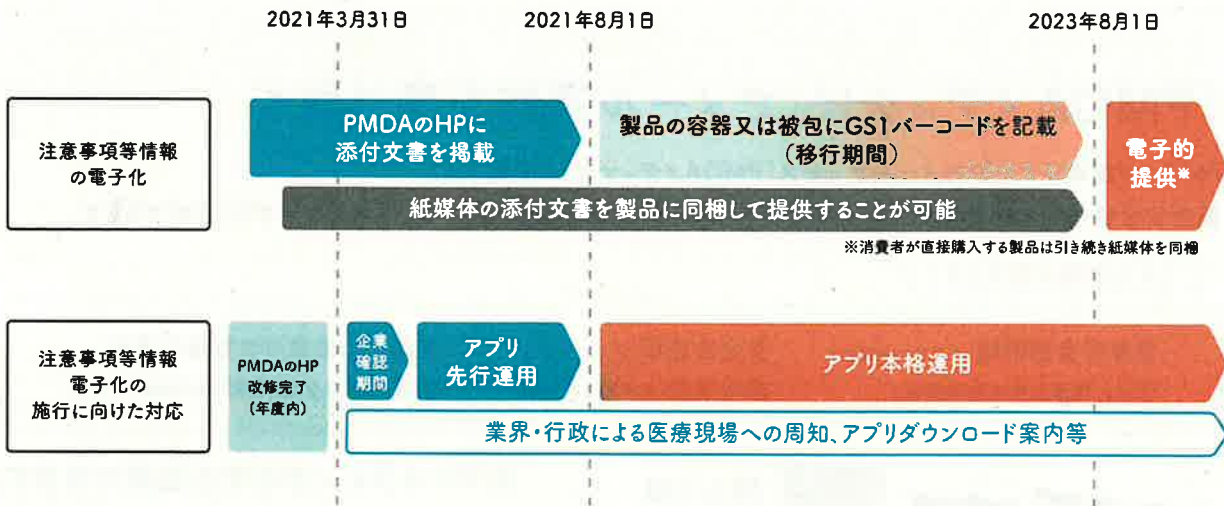 2021年3月31日
2021年8月1日
2023年8月1日
注意事項等情報
の電子化
PMDAのHPに
添付文書を掲載
製品の容器又は被包にGS1バーコードを記載
(移行期間)
電子的
提供※
紙媒体の添付文書を製品に同梱して提供することが可能
※消費者が直接購入する製品は引き続き紙媒体を同梱
注意事項等情報
電子化の
施行に向けた対応
PMDAのHP
改修完了
(年度内)
企業
確認
期間
アプリ
先行運用
アプリ本格運用
業界・行政による医療現場への周知、アプリダウンロード案内等